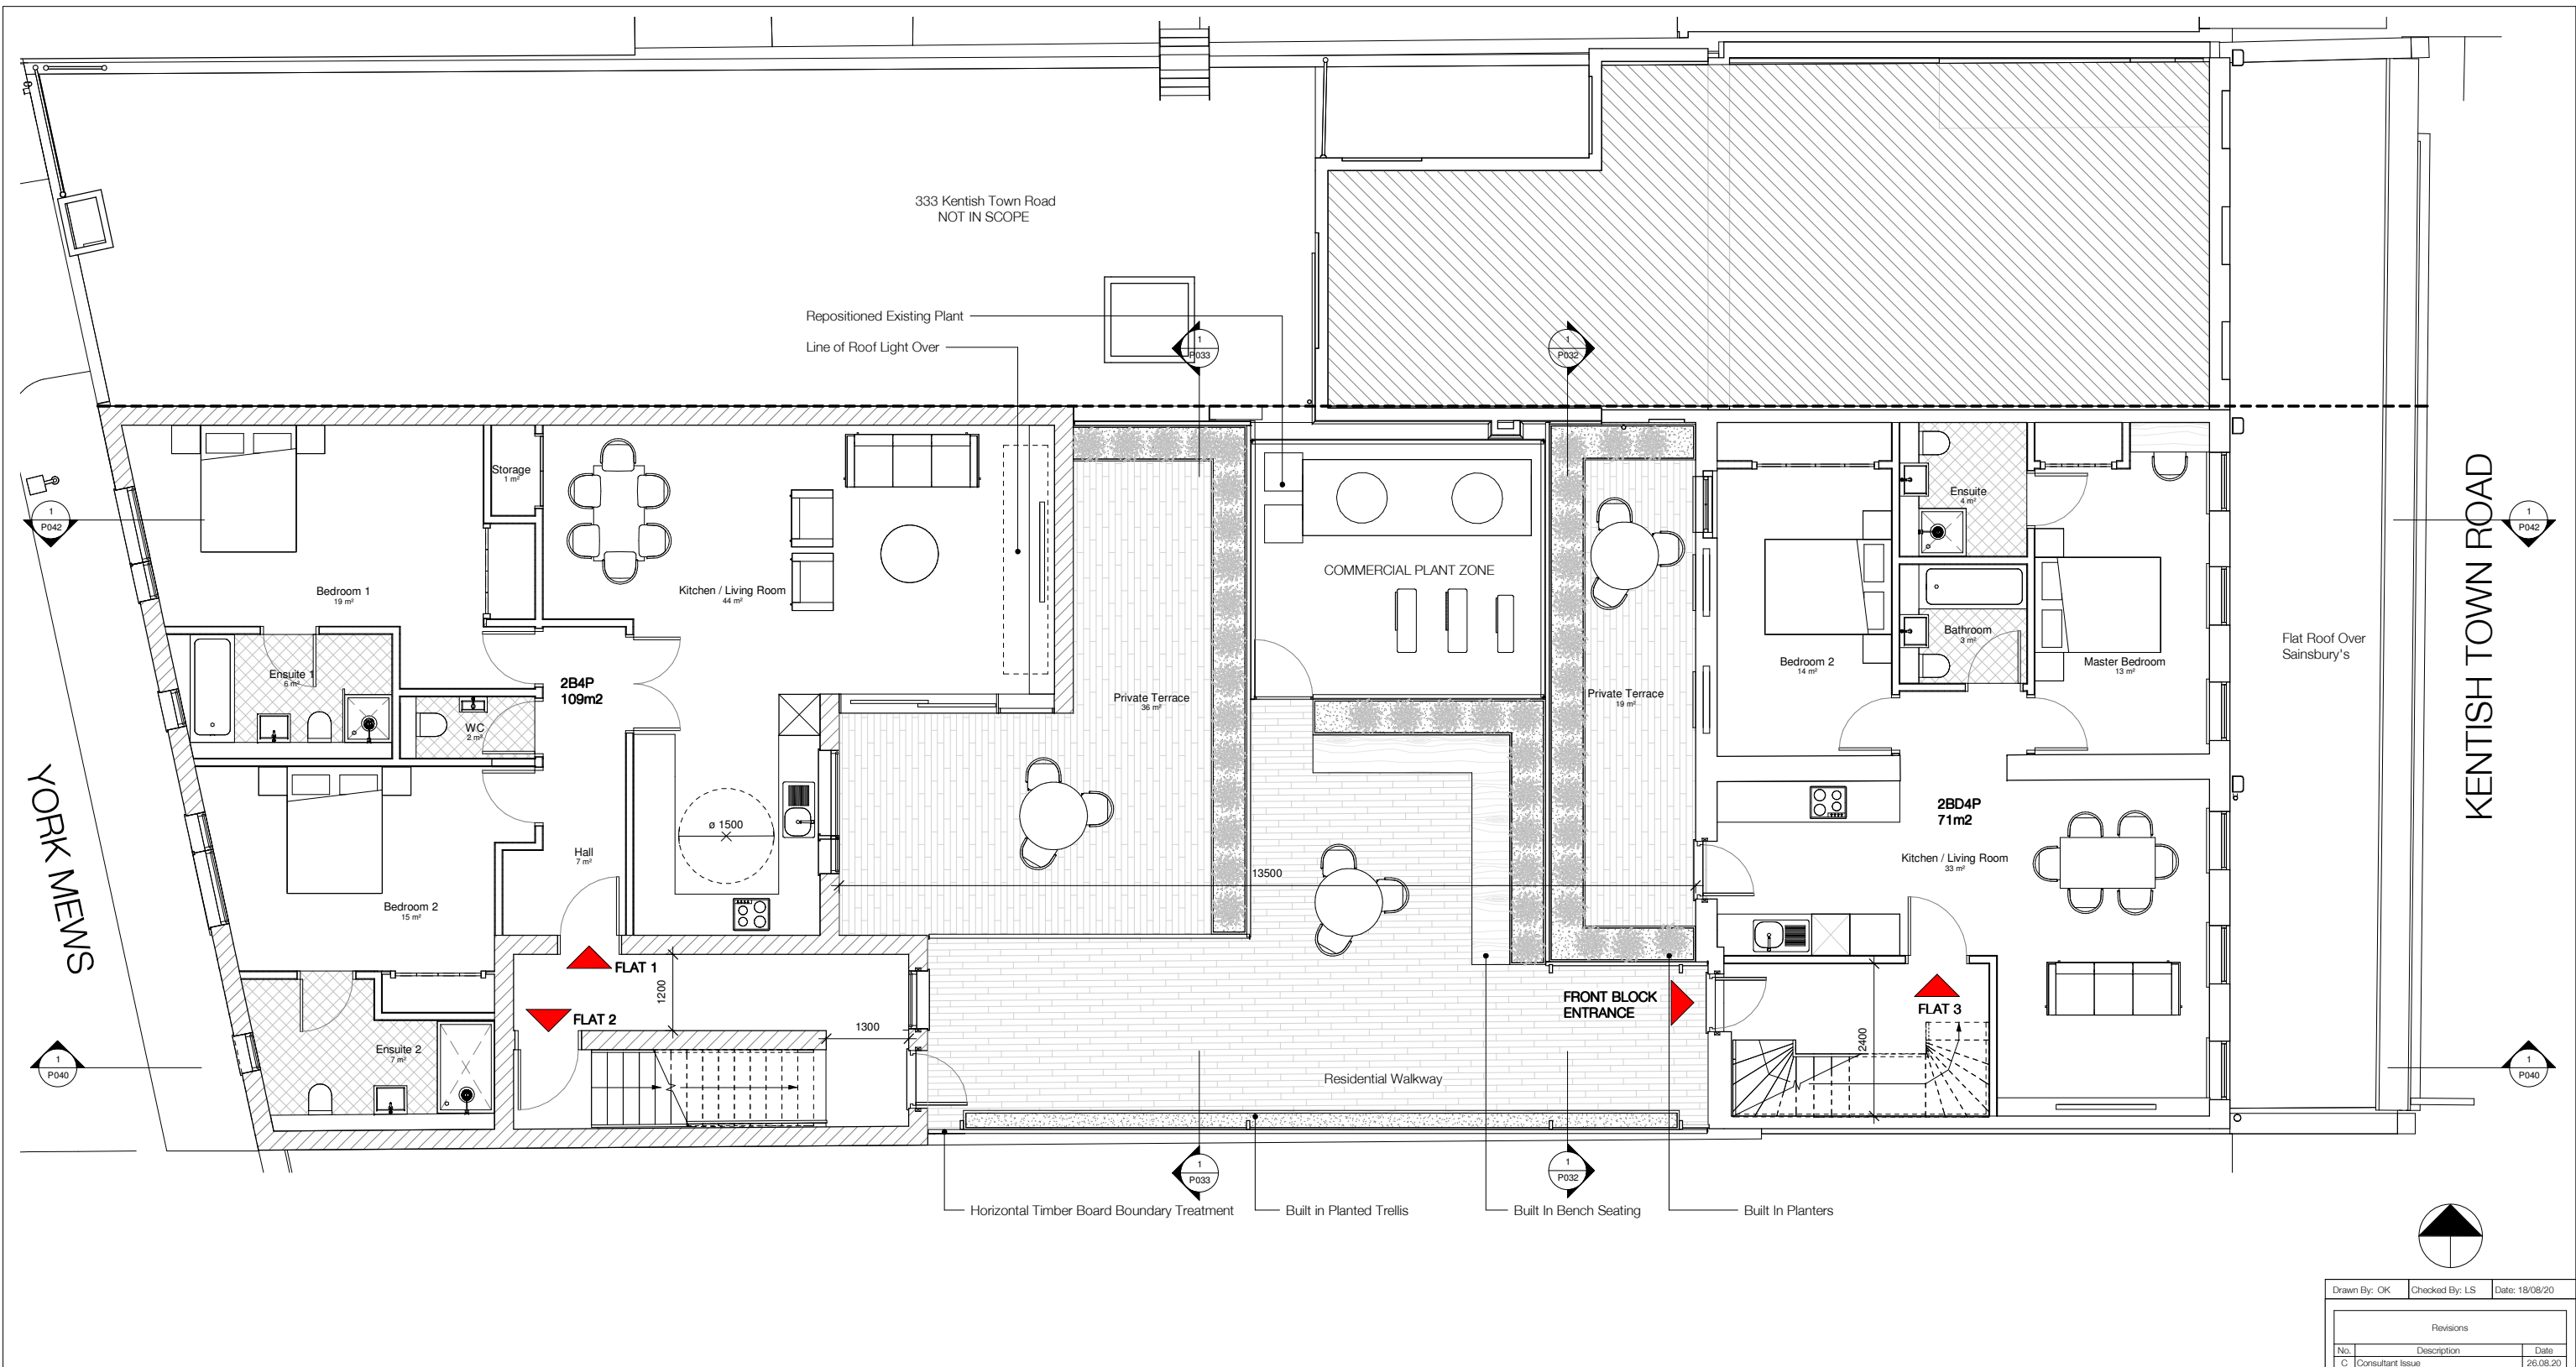 333 Kentish Town Road
NOT IN SCOPE
Repositioned Existing Plant
Line of Roof Light Over
1
P033
1
P032
Storage
1 m²
1
P042
Bedroom 1
19 m²
Kitchen / Living Room
44 m²
COMMERCIAL PLANT ZONE
Ensuite
4 m²
Bathroom
3 m²
Bedroom 2
14 m²
Master Bedroom
13 m²
Flat Roof Over
Sainsbury's
KENTISH TOWN ROAD
1
P042
Ensuite 1
6 m²
2B4P
109m2
WC
2 m²
Private Terrace
36 m²
Private Terrace
19 m²
YORK MEWS
ø 1500
Hall
7 m²
13500
2BD4P
71m2
Kitchen / Living Room
33 m²
Bedroom 2
15 m²
FLAT 1
1200
FLAT 2
1300
FRONT BLOCK
ENTRANCE
FLAT 3
2400
Ensuite 2
7 m²
1
P040
Residential Walkway
1
P040
1
P033
1
P032
Horizontal Timber Board Boundary Treatment
Built in Planted Trellis
Built In Bench Seating
Built In Planters
Drawn By: OK
Checked By: LS
Date: 18/08/20
Revisions
No.
Description
Date
C
Consultant Issue
26.08.20